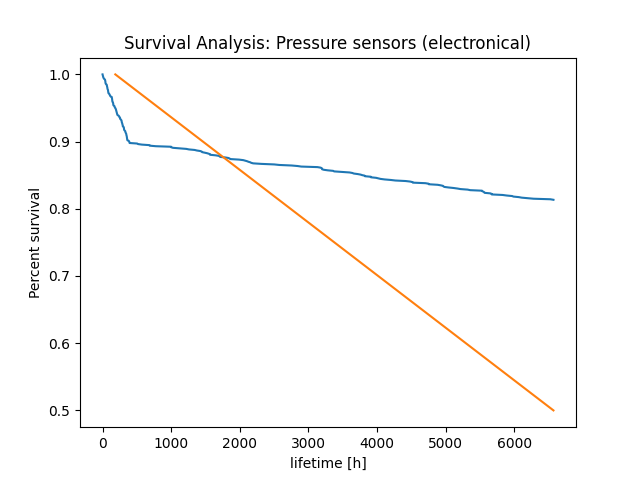 Survival Analysis: Pressure sensors (electronical)
Percent survival
1.0
0.9
0.8
0.7
0.6
0.5
0 1000 2000 3000 4000 5000 6000
lifetime [h]